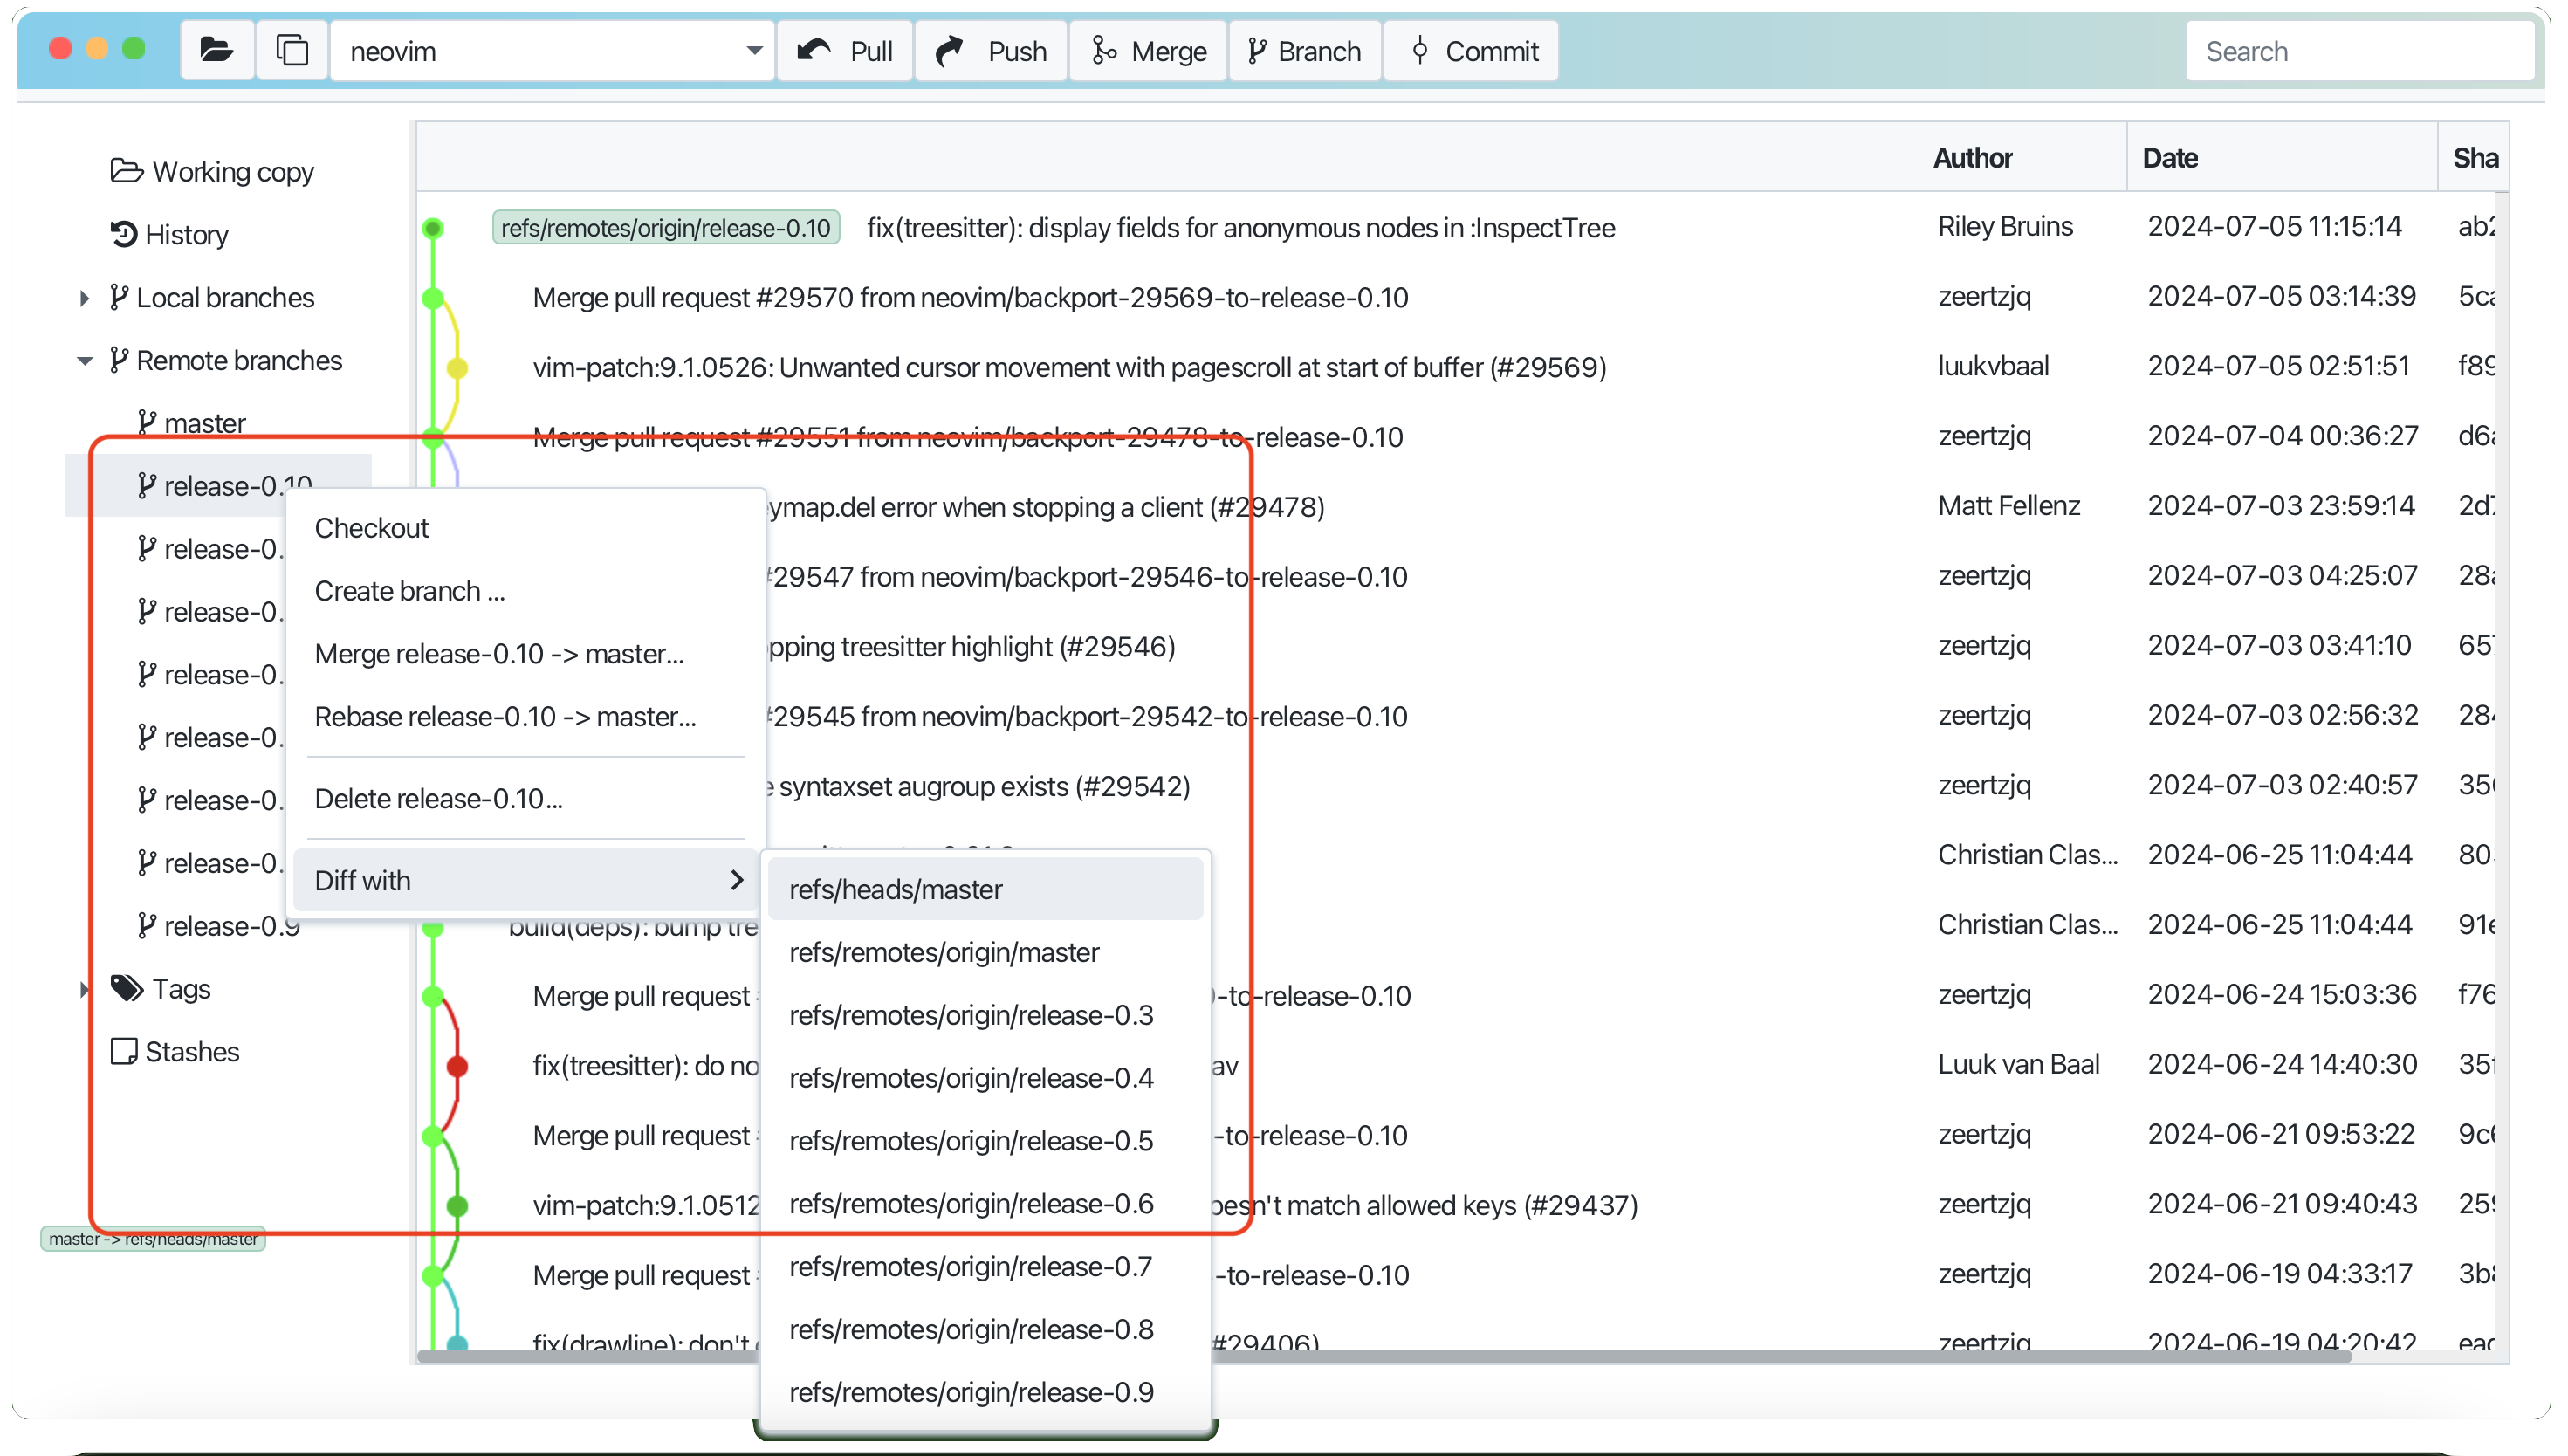 neovim
Pull
Push
Merge
Branch
Commit
Search
Working copy
History
Local branches
Remote branches
master
release-0.10
release-0.
release-0.
release-0.
release-0.
release-0.
release-0.
release-0.9
Tags
Stashes
master -> refs/heads/master
Author Date Sha
refs/remotes/origin/release-0.10 fix(treesitter): display fields for anonymous nodes in :InspectTree Riley Bruins 2024-07-05 11:15:14
Merge pull request #29570 from neovim/backport-29569-to-release-0.10 zeertzjq 2024-07-05 03:14:39
vim-patch:9.1.0526: Unwanted cursor movement with pagescroll at start of buffer (#29569) luukvbaal 2024-07-05 02:51:51 f89
Merge pull request #29551 from neovim/backport-29478-to-release-0.10 zeertzjq 2024-07-04 00:36:27
eymap.del error when stopping a client (#29478) Matt Fellenz 2024-07-03 23:59:14
#29547 from neovim/backport-29546-to-release-0.10 zeertzjq 2024-07-03 04:25:07
pping treesitter highlight (#29546) zeertzjq 2024-07-03 03:41:10
#29545 from neovim/backport-29542-to-release-0.10 zeertzjq 2024-07-03 02:56:32
e syntaxset augroup exists (#29542) zeertzjq 2024-07-03 02:40:57
Christian Clas... 2024-06-25 11:04:44 80
build(deps): bump tre Christian Clas... 2024-06-25 11:04:44 91e
Merge pull request -to-release-0.10 zeertzjq 2024-06-24 15:03:36 f76
fix(treesitter): do no av Luuk van Baal 2024-06-24 14:40:30
Merge pull request -to-release-0.10 zeertzjq 2024-06-21 09:53:22
vim-patch:9.1.0512 oesn't match allowed keys (#29437) zeertzjq 2024-06-21 09:40:43 259
Merge pull request -to-release-0.10 zeertzjq 2024-06-19 04:33:17
fix(drawline): don't #29406) zeertzjq 2024-06-19 04:20:42
Checkout
Create branch ...
Merge release-0.10 -> master...
Rebase release-0.10 -> master...
Delete release-0.10...
Diff with
refs/heads/master
refs/remotes/origin/master
refs/remotes/origin/release-0.3
refs/remotes/origin/release-0.4
refs/remotes/origin/release-0.5
refs/remotes/origin/release-0.6
refs/remotes/origin/release-0.7
refs/remotes/origin/release-0.8
refs/remotes/origin/release-0.9